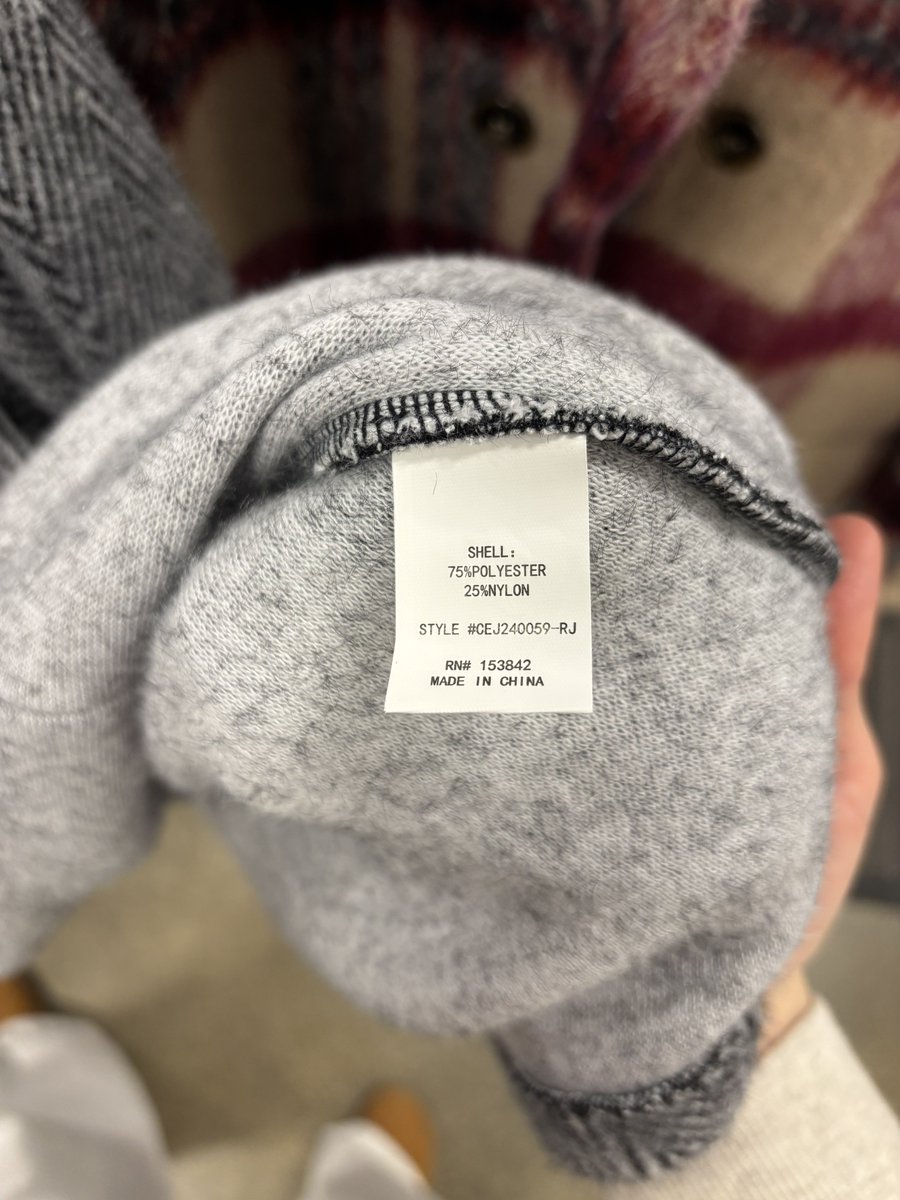 SHELL:
75%POLYESTER
25%NYLON
STYLE #CEJ240059-RJ
RN# 153842
MADE IN CHINA